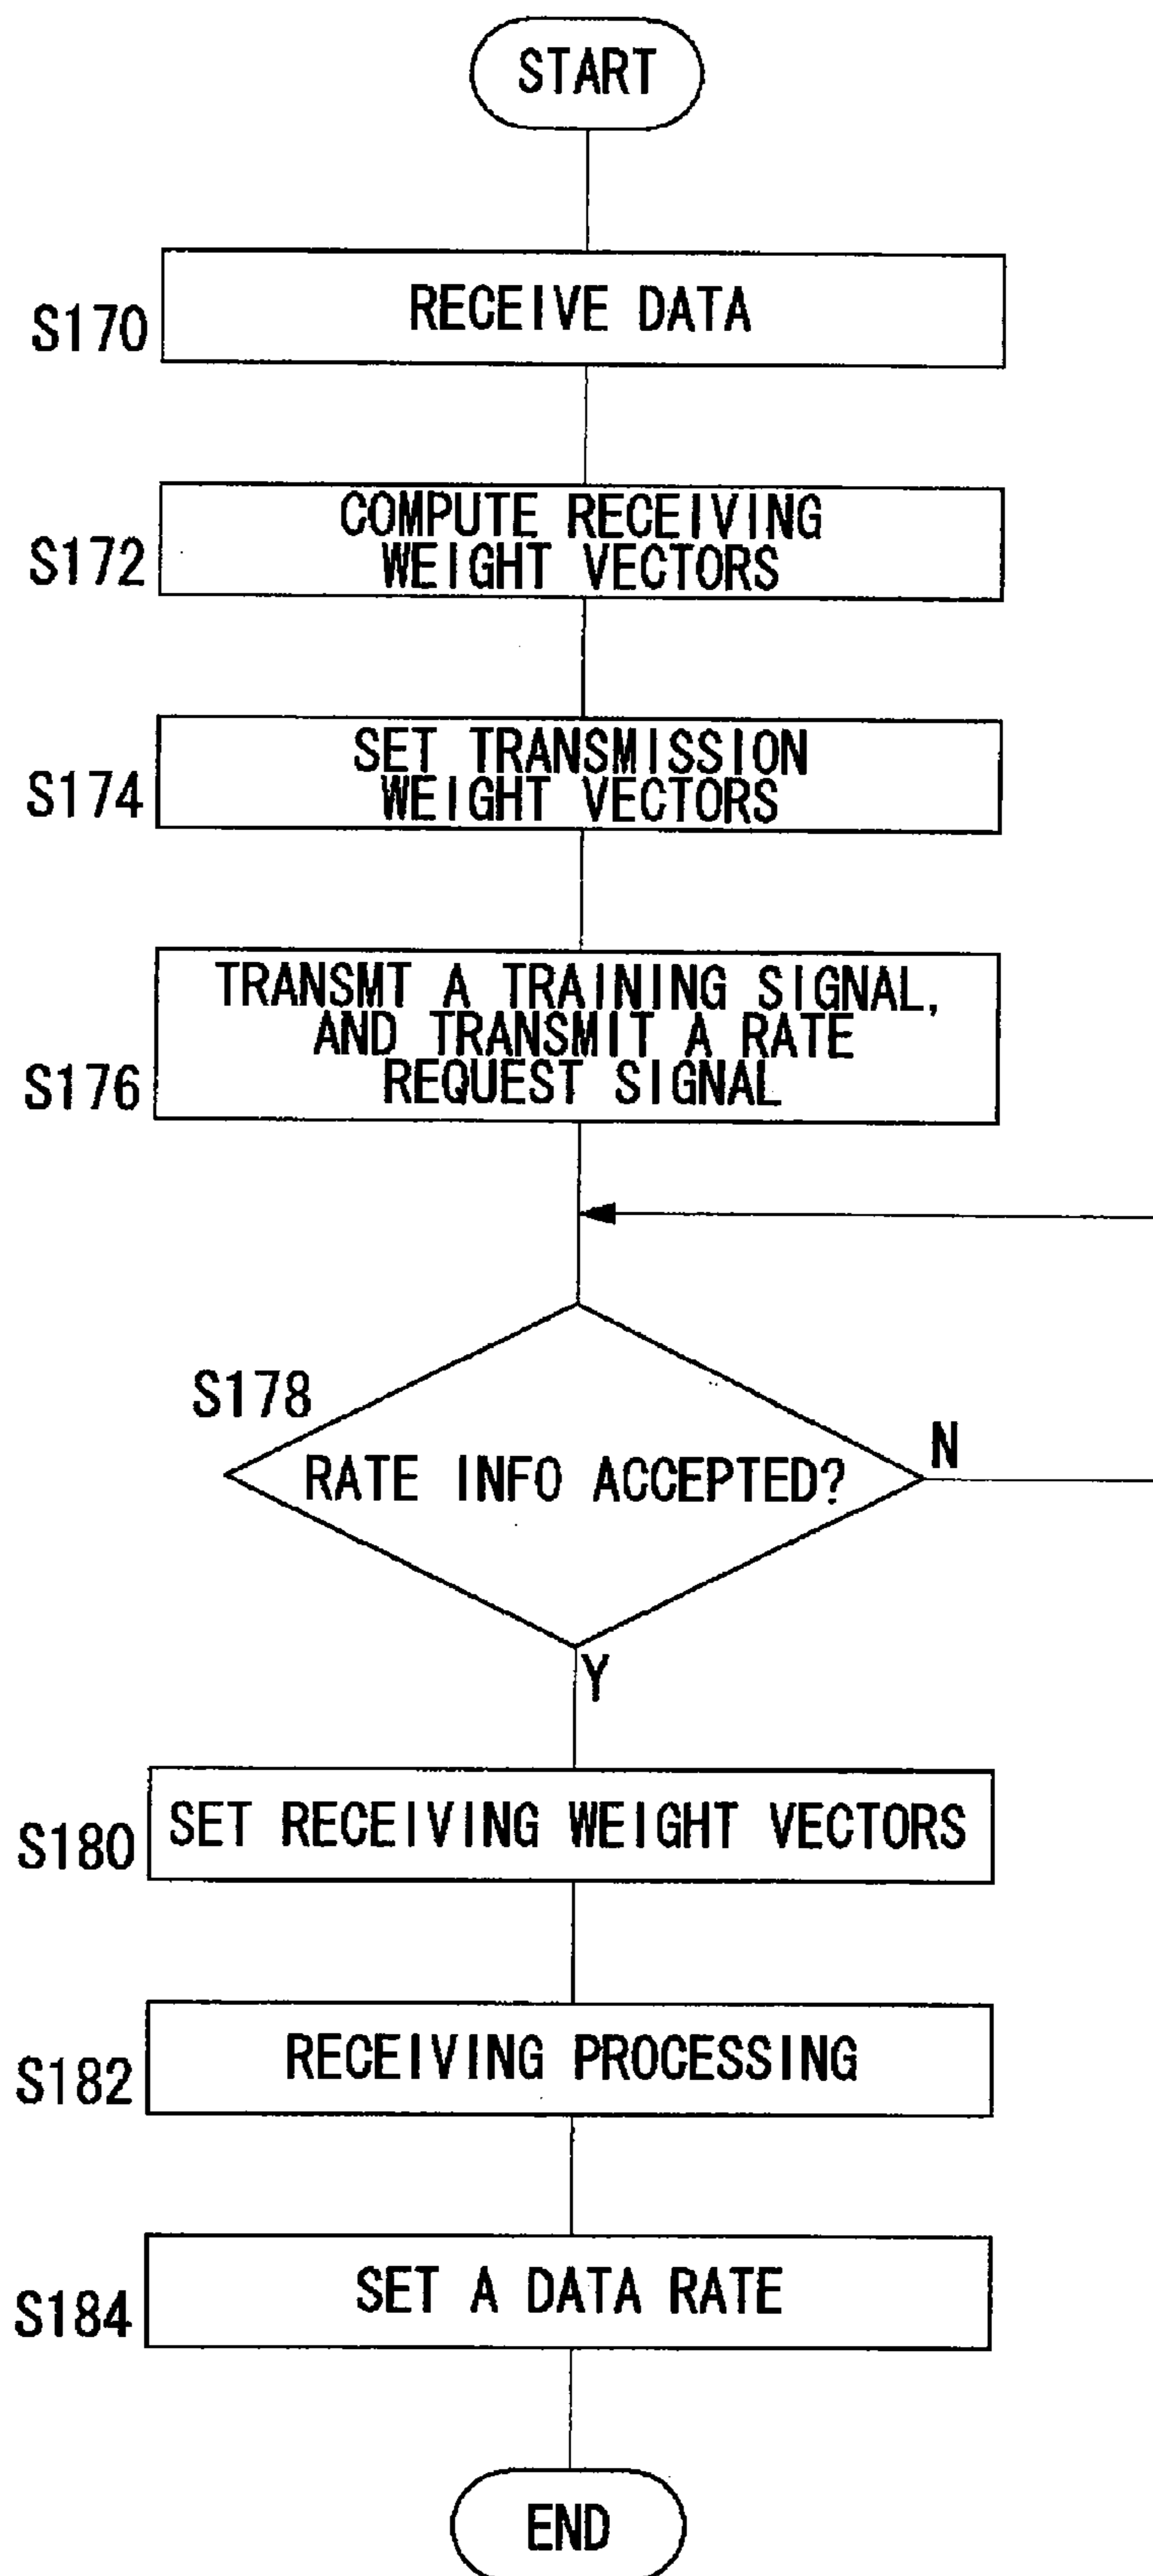 START
S170
RECEIVE DATA
S172
COMPUTE RECEIVING
WEIGHT VECTORS
S174
SET TRANSMISSION
WEIGHT VECTORS
S176
TRANSMT A TRAINING SIGNAL,
AND TRANSMIT A RATE
REQUEST SIGNAL
S178
RATE INFO ACCEPTED?
N
Y
S180
SET RECEIVING WEIGHT VECTORS
S182
RECEIVING PROCESSING
S184
SET A DATA RATE
END